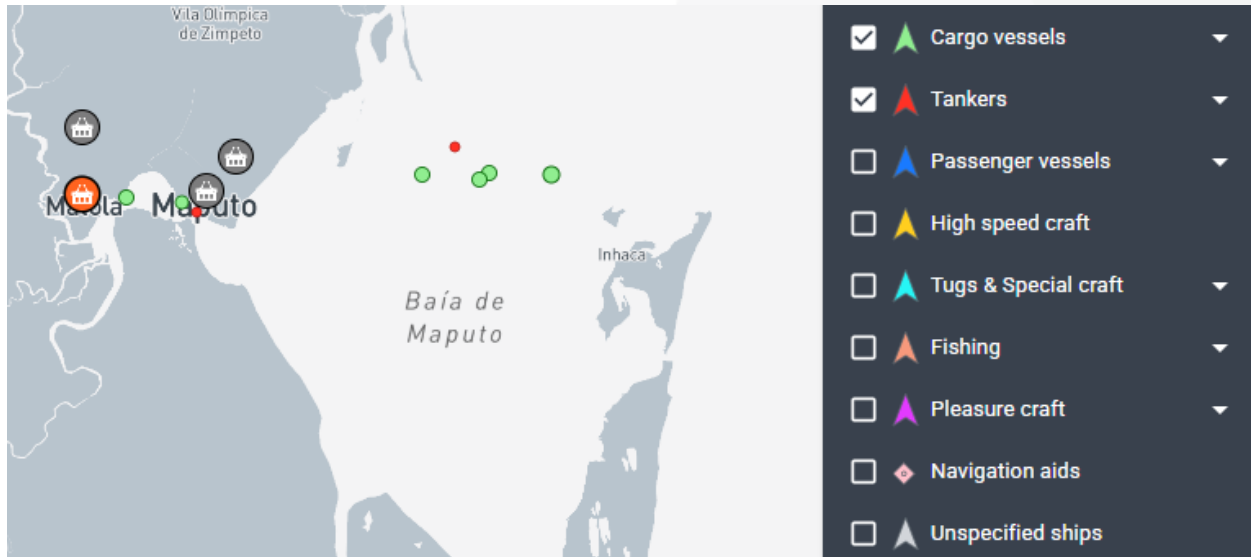 Vila Olímpica
de Zimpeto
Matola
Maputo
Inhaca
Baía de
Maputo
Cargo vessels
Tankers
Passenger vessels
High speed craft
Tugs & Special craft
Fishing
Pleasure craft
Navigation aids
Unspecified ships